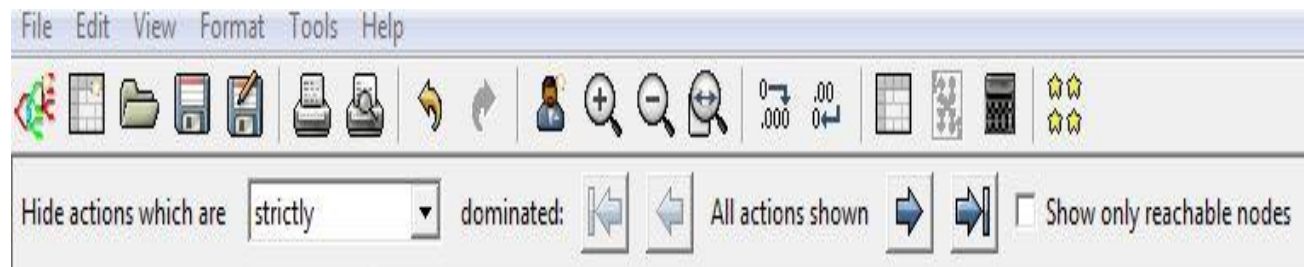 File Edit View Format Tools Help
0 .000 .00 0
Hide actions which are strictly dominated: All actions shown Show only reachable nodes